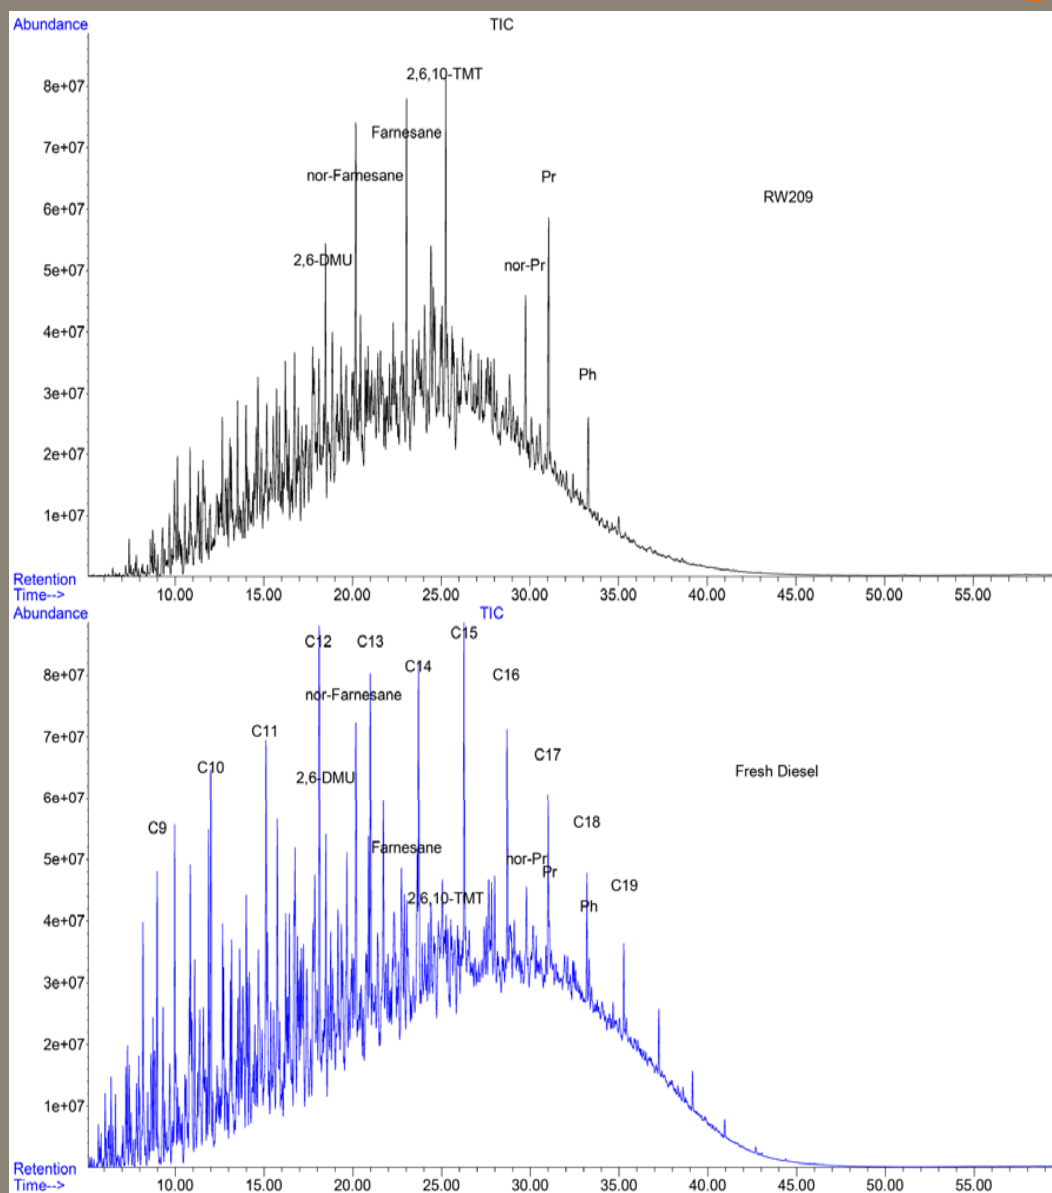 Abundance
TIC
8e+07
2,6,10-TMT
7e+07
Farnesane
nor-Farnesane
Pr
6e+07
RW209
5e+07
2,6-DMU
nor-Pr
4e+07
Ph
3e+07
2e+07
1e+07
Retention
Time-->
10.00 15.00 20.00 25.00 30.00 35.00 40.00 45.00 50.00 55.00
Abundance
TIC
C12 C13 C15
8e+07
C14
C16
nor-Farnesane
7e+07
C11
C17
C10
2,6-DMU
Fresh Diesel
6e+07
C9
C18
5e+07
Farnesane
nor-Pr
Pr
C19
4e+07
2,6,10-TMT
Ph
3e+07
2e+07
1e+07
Retention
Time-->
10.00 15.00 20.00 25.00 30.00 35.00 40.00 45.00 50.00 55.00